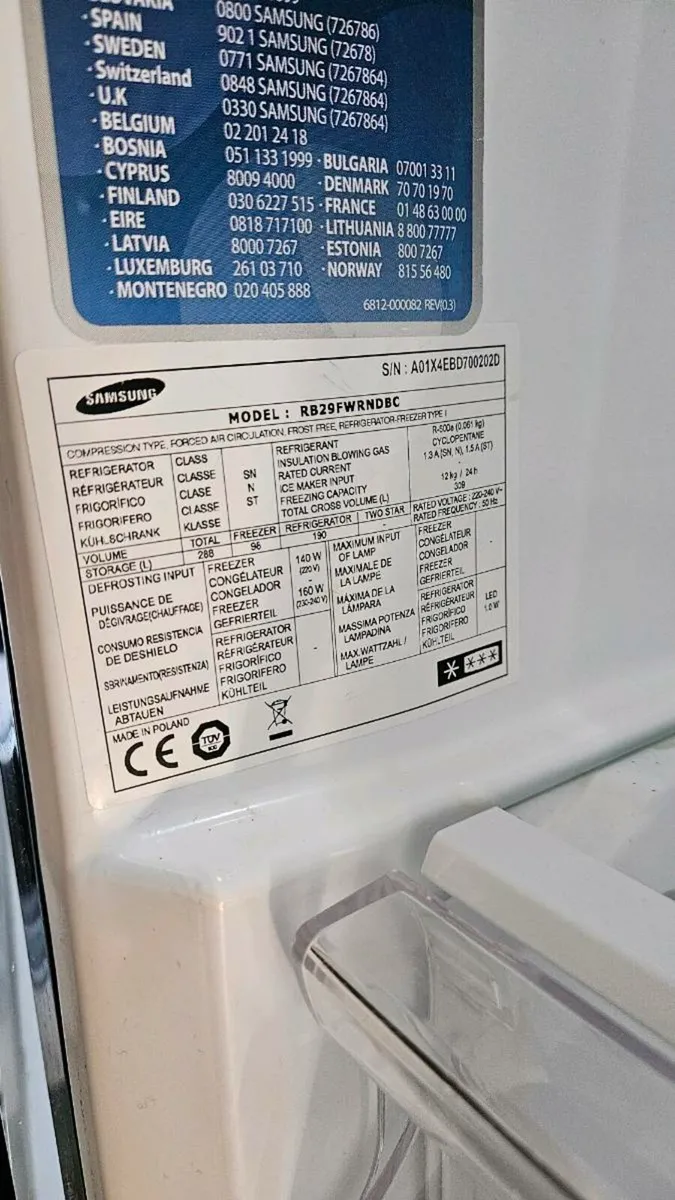 0800 SAMSUNG (726786)
· SPAIN 902 1 SAMSUNG (72678)
· SWEDEN 0771 SAMSUNG (7267864)
· Switzerland 0848 SAMSUNG (7267864)
· U.K 0330 SAMSUNG (7267864)
· BELGIUM 02 201 24 18
· BOSNIA 051 133 1999 · BULGARIA 07001 33 11
· CYPRUS 8009 4000 · DENMARK 70 70 19 70
· FINLAND 030 6227 515 · FRANCE 01 48 63 00 00
· EIRE 0818 717100 · LITHUANIA 8 800 77777
· LATVIA 8000 7267 · ESTONIA 800 7267
· LUXEMBURG 261 03 710 · NORWAY 815 56 480
· MONTENEGRO 020 405 888
6812-000082 REV(0.3)
S/N : A01X4EBD700202D
SAMSUNG
MODEL : RB29FWRNDBC
COMPRESSION TYPE, FORCED AIR CIRCULATION, FROST FREE, REFRIGERATOR-FREEZER TYPE I
REFRIGERATOR
RÉFRIGÉRATEUR
FRIGORÍFICO
FRIGORIFERO
KÜH..SCHRANK
CLASS
CLASSE
CLASE
CLASSE
KLASSE
SN
N
ST
REFRIGERANT
INSULATION BLOWING GAS
RATED CURRENT
ICE MAKER INPUT
FREEZING CAPACITY
TOTAL CROSS VOLUME (L)
R-600a (0.061 kg)
CYCLOPENTANE
1.3 A (SN, N), 1.5 A (ST)
12 kg / 24 h
309
VOLUME
STORAGE (L)
TOTAL
288
FREEZER
98
REFRIGERATOR
190
TWO STAR
-
RATED VOLTAGE : 220-240 V~
RATED FREQUENCY : 50 Hz
DEFROSTING INPUT
PUISSANCE DE
DÉGIVRAGE(CHAUFFAGE)
CONSUMO RESISTENCIA
DE DESHIELO
SBRINAMENTO(RESISTENZA)
LEISTUNGSAUFNAHME
ABTAUEN
FREEZER
CONGÉLATEUR
CONGELADOR
FREEZER
GEFRIERTEIL
140 W
(220 V)
-
160 W
(230-240 V)
REFRIGERATOR
RÉFRIGÉRATEUR
FRIGORÍFICO
FRIGORIFERO
KÜHLTEIL
-
MAXIMUM INPUT
OF LAMP
MAXIMALE DE
LA LAMPE
MÁXIMA DE LA
LÁMPARA
MASSIMA POTENZA
LAMPADINA
MAX.WATTZAHL /
LAMPE
FREEZER
CONGÉLATEUR
CONGELADOR
FREEZER
GEFRIERTEIL
-
REFRIGERATOR
RÉFRIGÉRATEUR
FRIGORÍFICO
FRIGORIFERO
KÜHLTEIL
LED
1.0 W
MADE IN POLAND
CE
TÜV